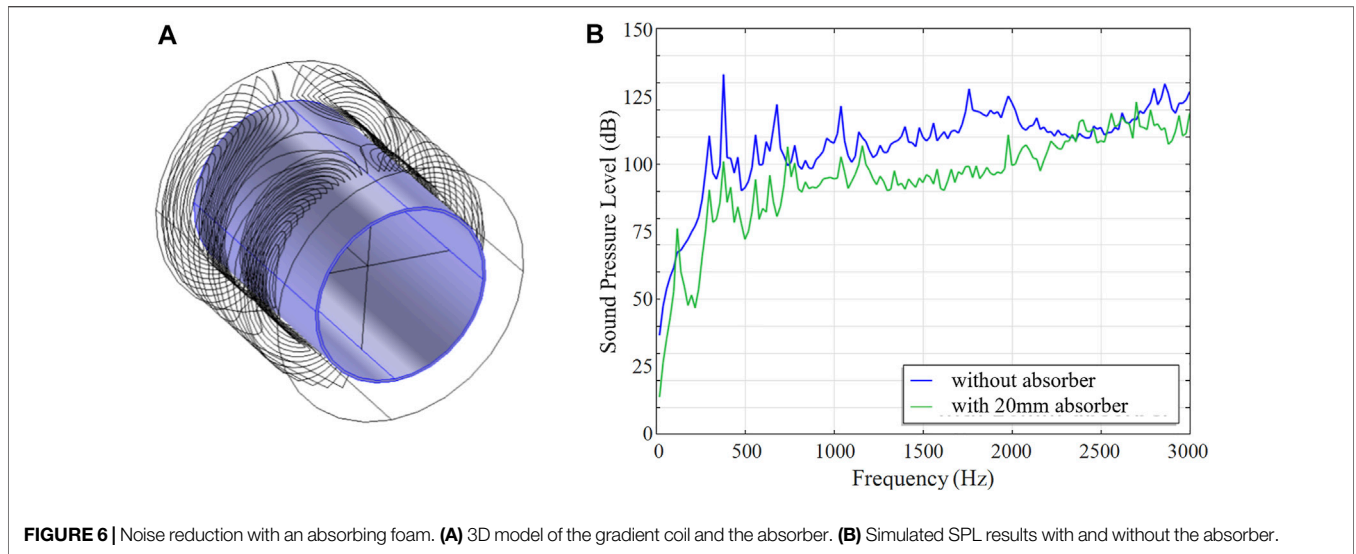 A
B
150
125
100
75
50
25
0
Sound Pressure Level (dB)
without absorber
with 20mm absorber
0 500 1000 1500 2000 2500 3000
Frequency (Hz)
FIGURE 6 | Noise reduction with an absorbing foam. (A) 3D model of the gradient coil and the absorber. (B) Simulated SPL results with and without the absorber.